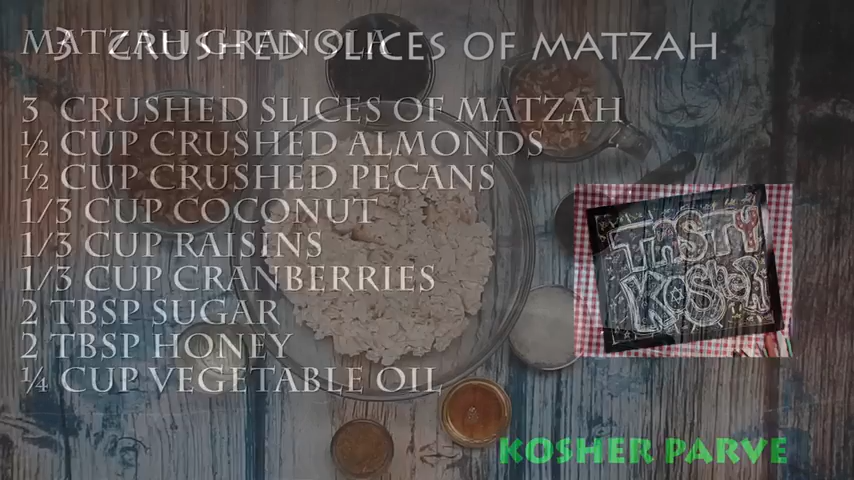 MATZAH GRANOLA
3 CRUSHED SLICES OF MATZAH
3 CRUSHED SLICES OF MATZAH
½ CUP CRUSHED ALMONDS
½ CUP CRUSHED PECANS
1/3 CUP COCONUT
1/3 CUP RAISINS
1/3 CUP CRANBERRIES
2 TBSP SUGAR
2 TBSP HONEY
¼ CUP VEGETABLE OIL
TASTY
KOSHER
KOSHER PARVE